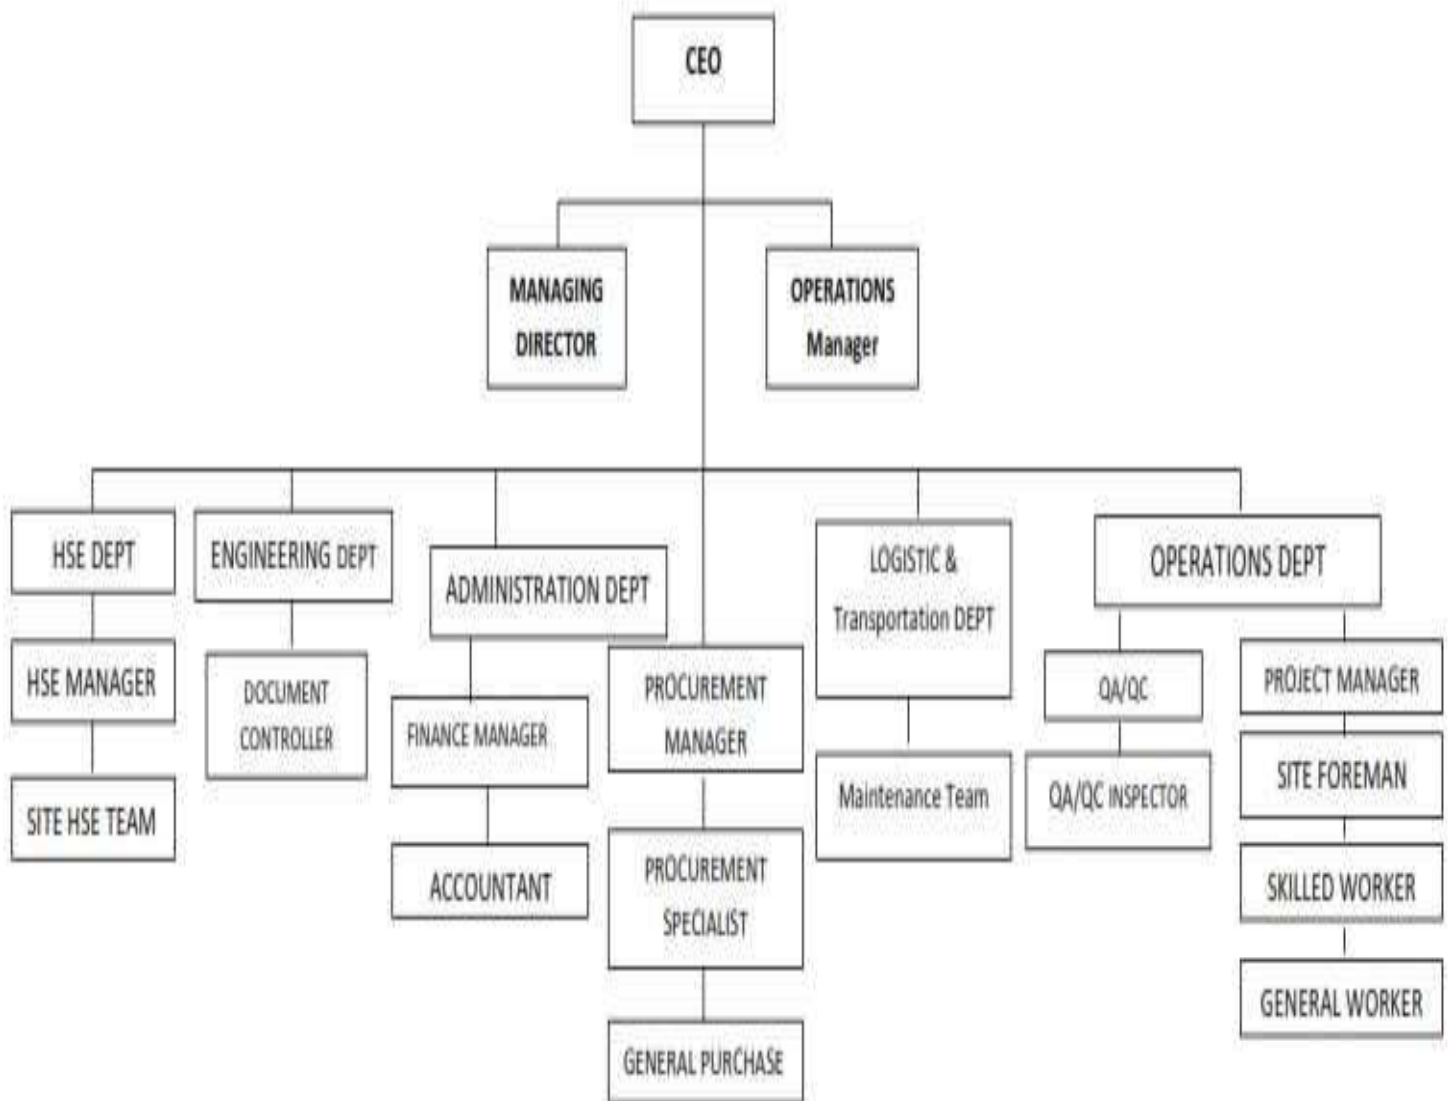 CEO
MANAGING
DIRECTOR
OPERATIONS
Manager
HSE DEPT
ENGINEERING DEPT
ADMINISTRATION DEPT
LOGISTIC &
Transportation DEPT
OPERATIONS DEPT
HSE MANAGER
DOCUMENT
CONTROLLER
FINANCE MANAGER
PROCUREMENT
MANAGER
QA/QC
PROJECT MANAGER
SITE HSE TEAM
ACCOUNTANT
PROCUREMENT
SPECIALIST
Maintenance Team
QA/QC INSPECTOR
SITE FOREMAN
SKILLED WORKER
GENERAL WORKER
GENERAL PURCHASE